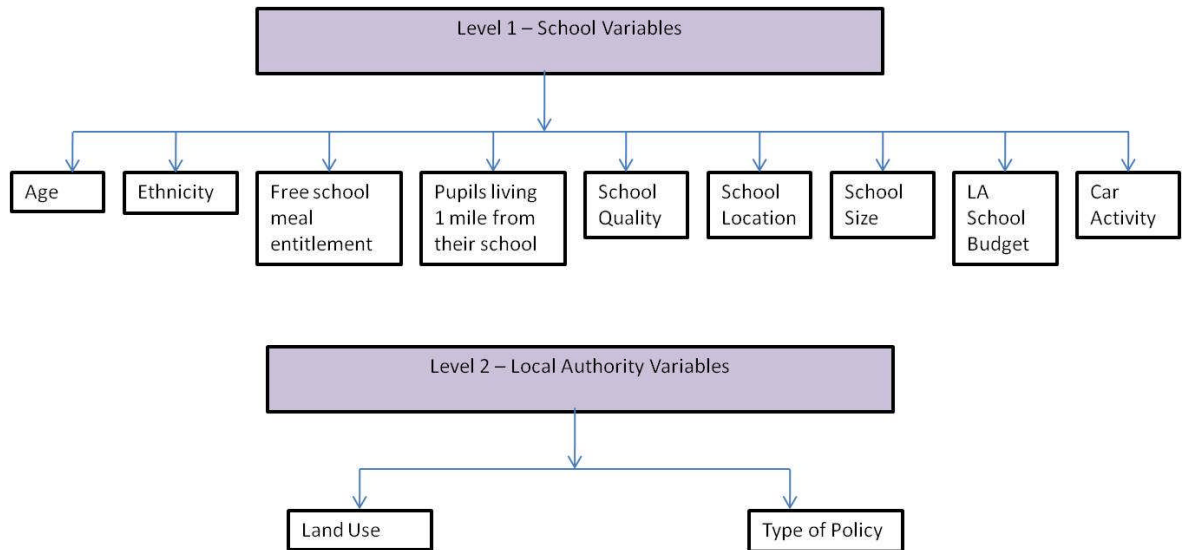 Level 1 – School Variables
Age
Ethnicity
Free school
meal
entitlement
Pupils living
1 mile from
their school
School
Quality
School
Location
School
Size
LA
School
Budget
Car
Activity
Level 2 – Local Authority Variables
Land Use
Type of Policy